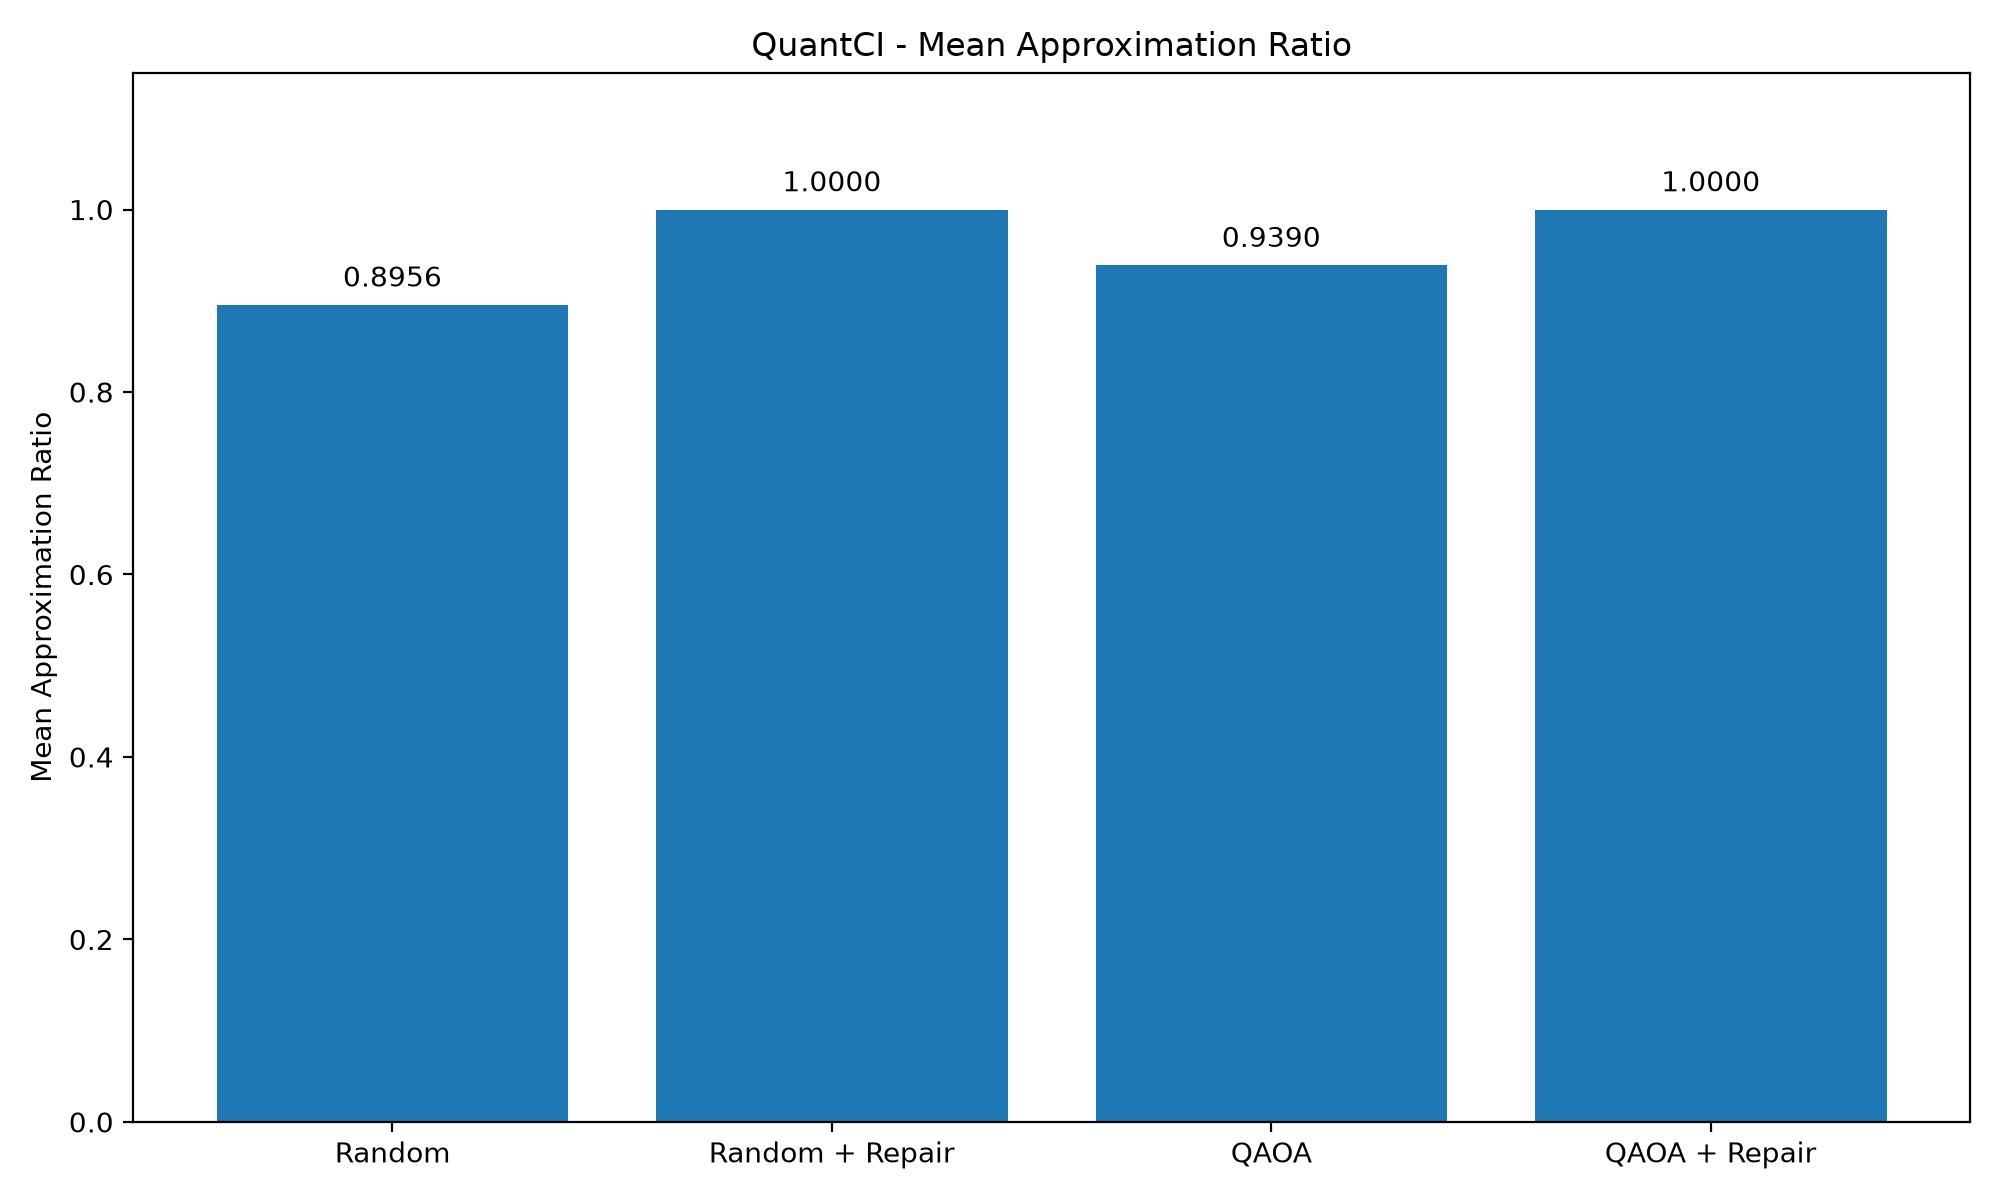 QuantCI - Mean Approximation Ratio
Mean Approximation Ratio
1.0
0.8
0.6
0.4
0.2
0.0
0.8956
1.0000
0.9390
1.0000
Random
Random + Repair
QAOA
QAOA + Repair